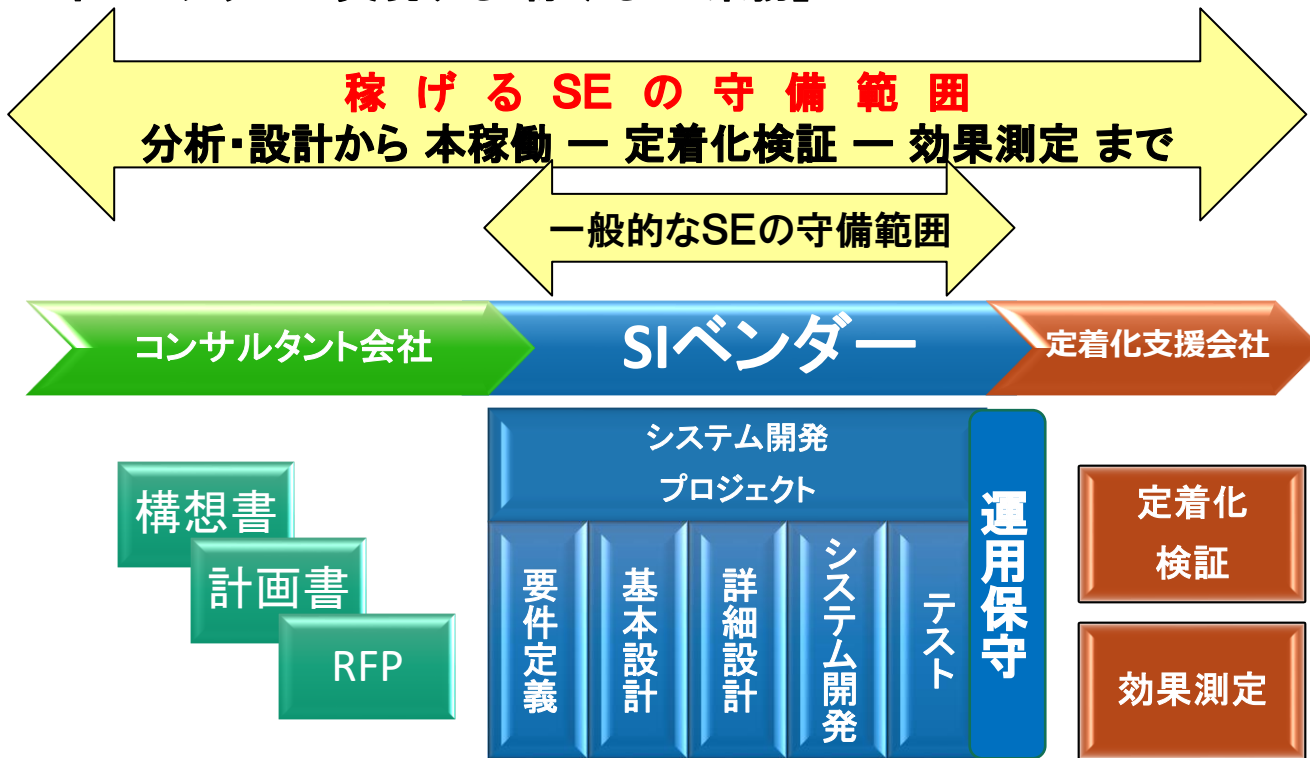 稼げるSEの守備範囲
分析・設計から 本稼働 ー 定着化検証 ー 効果測定 まで
一般的なSEの守備範囲
コンサルタント会社
SIベンダー
定着化支援会社
構想書
計画書
RFP
システム開発
プロジェクト
要件定義
基本設計
詳細設計
システム開発
テスト
運用保守
定着化
検証
効果測定